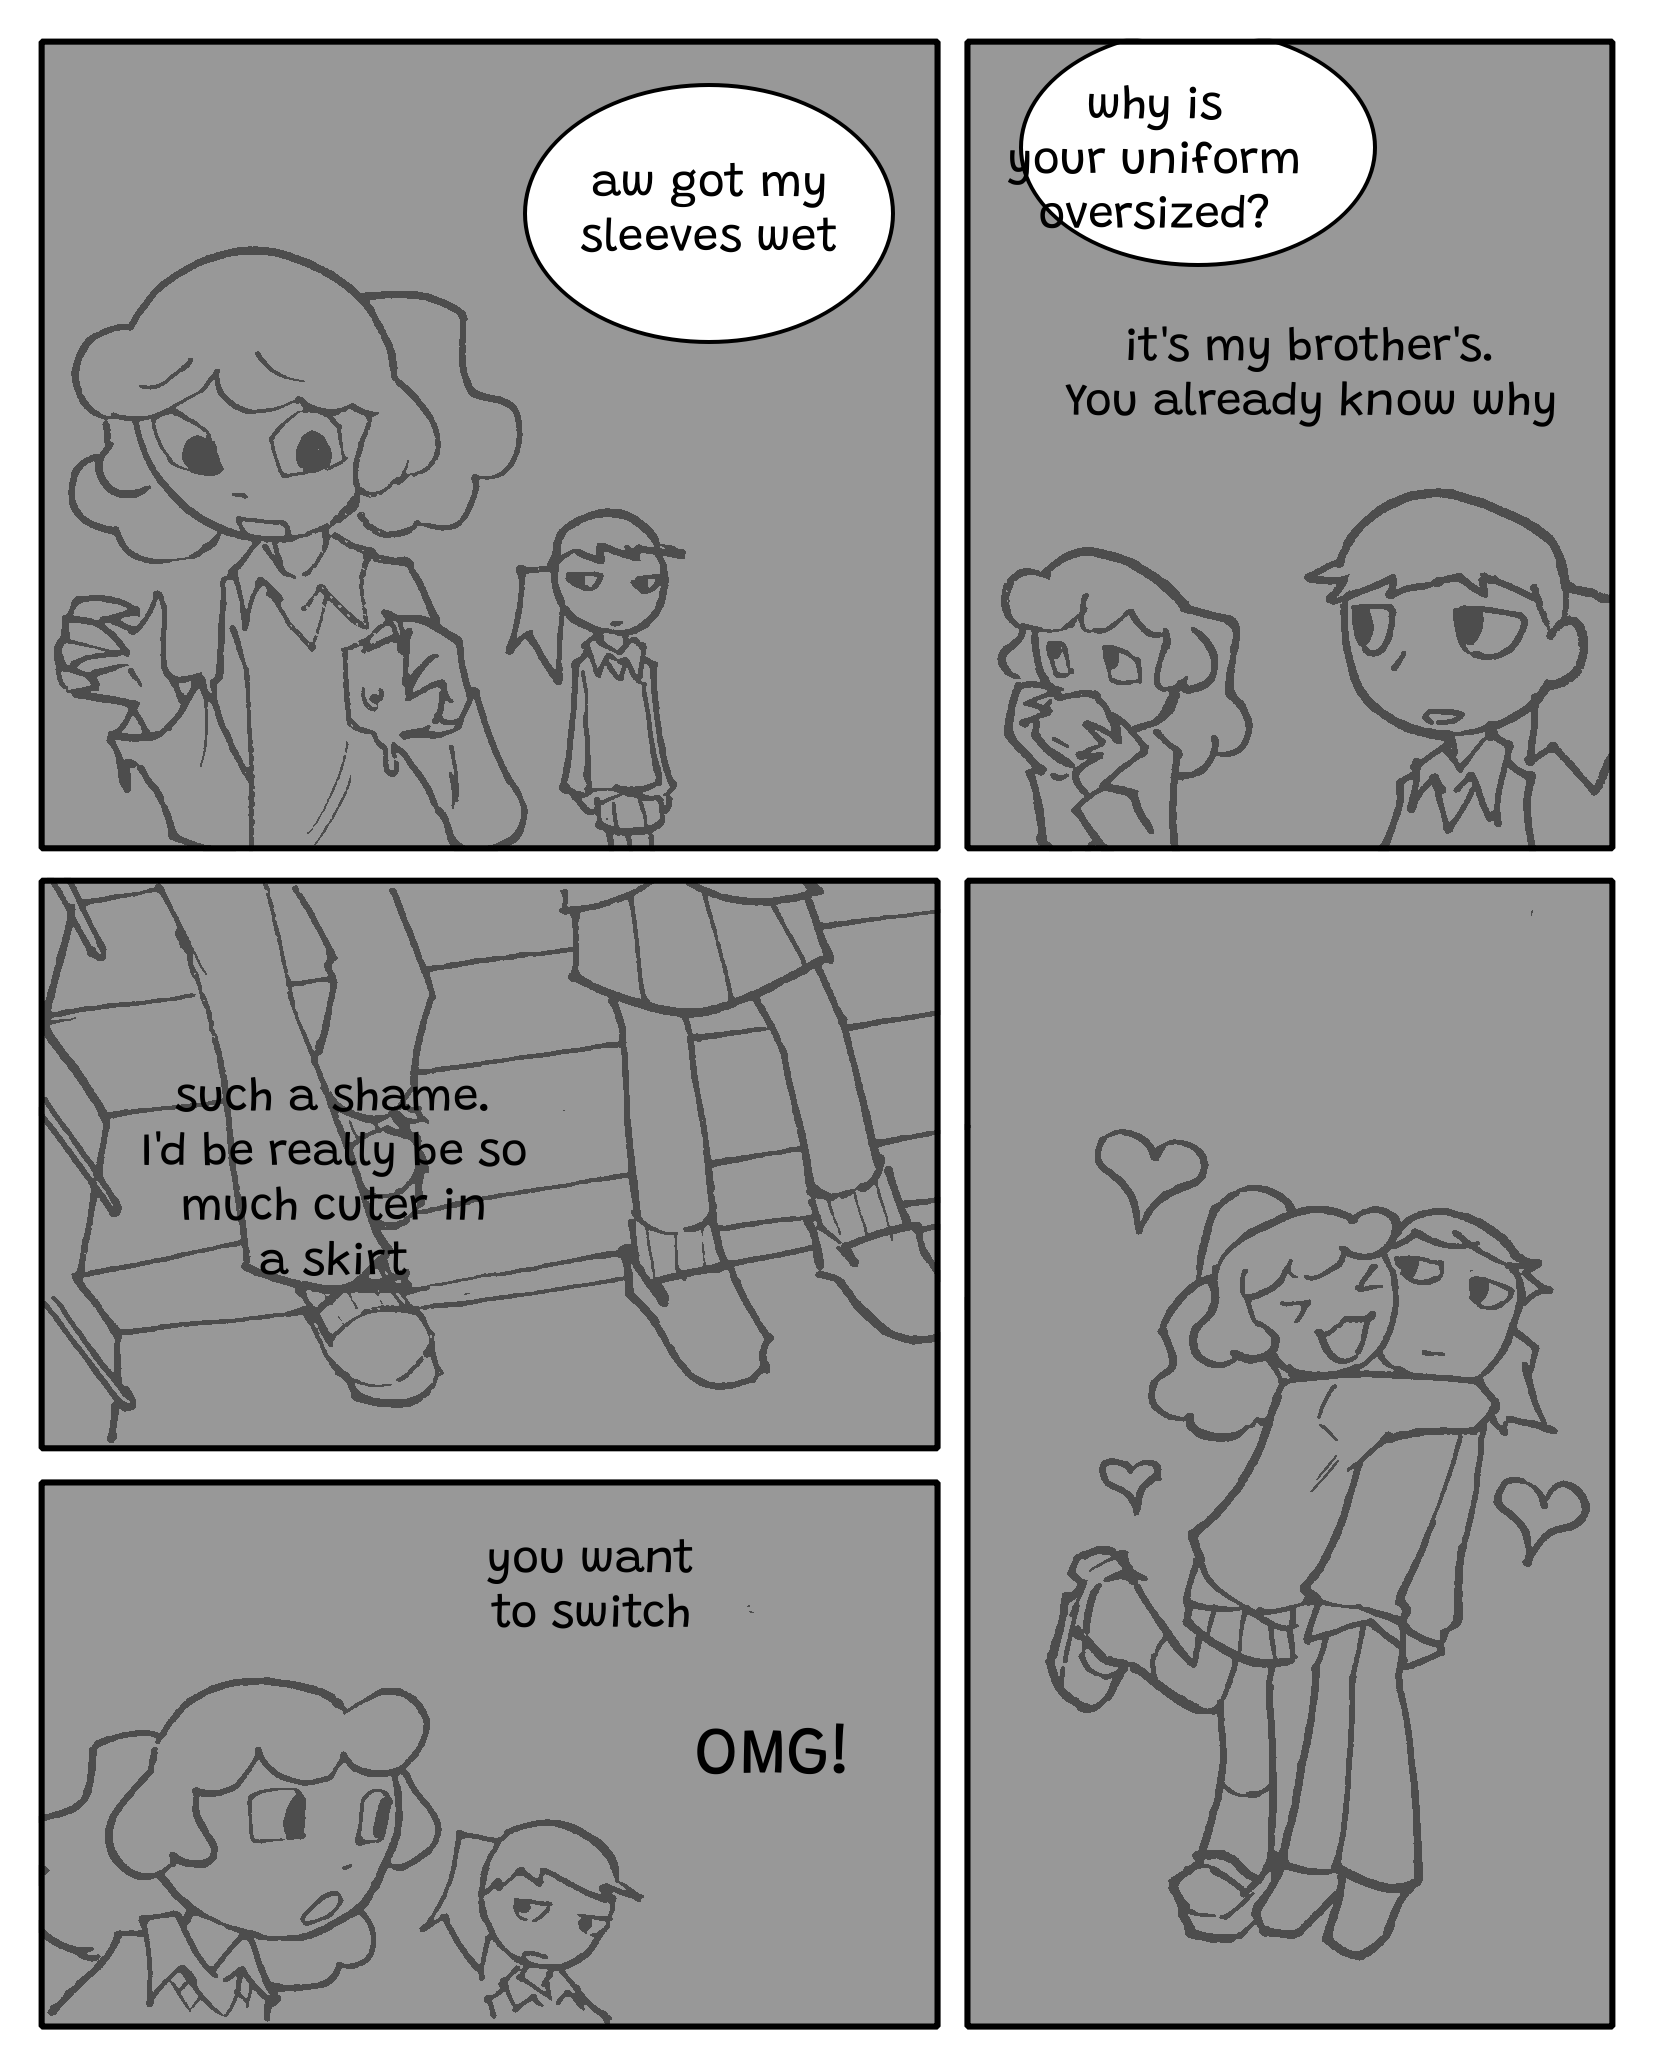 aw got my
sleeves wet
why is
your uniform
oversized?
it's my brother's.
You already know why
such a shame.
I'd be really be so
much cuter in
a skirt
you want
to switch
OMG!